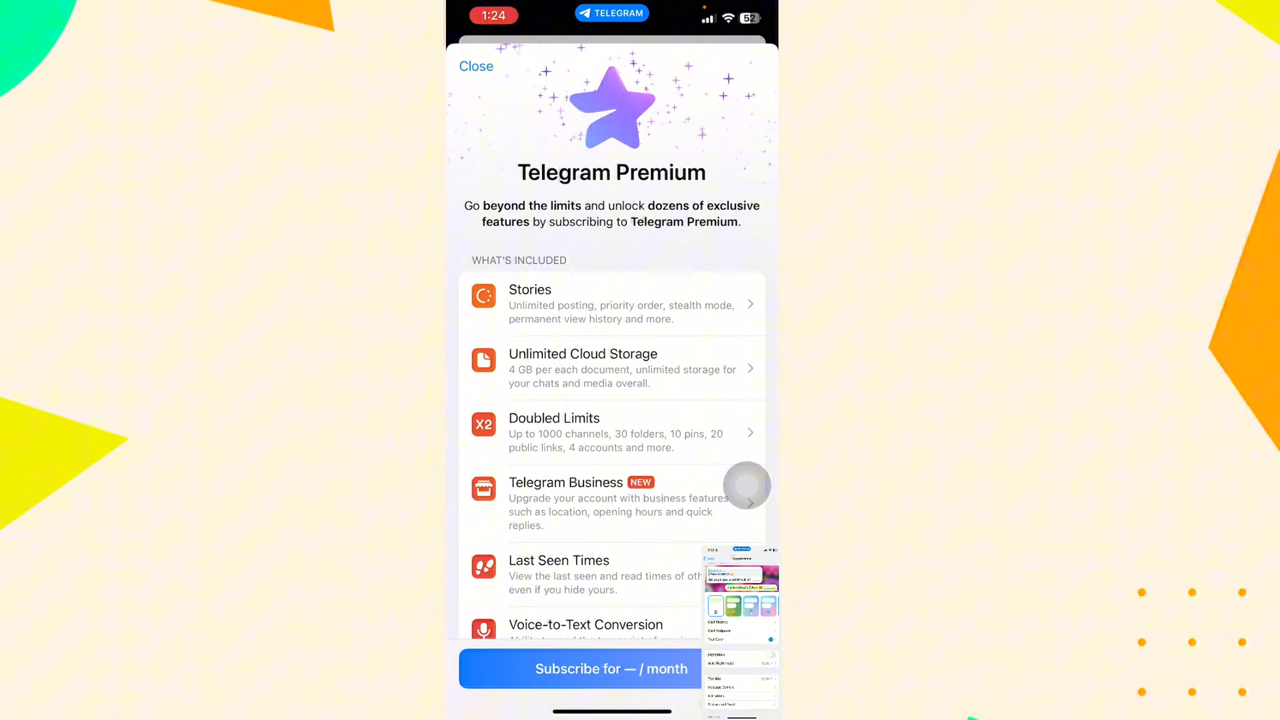 1:24
TELEGRAM
52
Close
Telegram Premium
Go beyond the limits and unlock dozens of exclusive
features by subscribing to Telegram Premium.
WHAT'S INCLUDED
Stories
Unlimited posting, priority order, stealth mode,
permanent view history and more.
Unlimited Cloud Storage
4 GB per each document, unlimited storage for
your chats and media overall.
X2
Doubled Limits
Up to 1000 channels, 30 folders, 10 pins, 20
public links, 4 accounts and more.
Telegram Business NEW
Upgrade your account with business features
such as location, opening hours and quick
replies.
Last Seen Times
View the last seen and read times of
even if you hide yours.
Voice-to-Text Conversion
Subscribe for — / month
Appearance